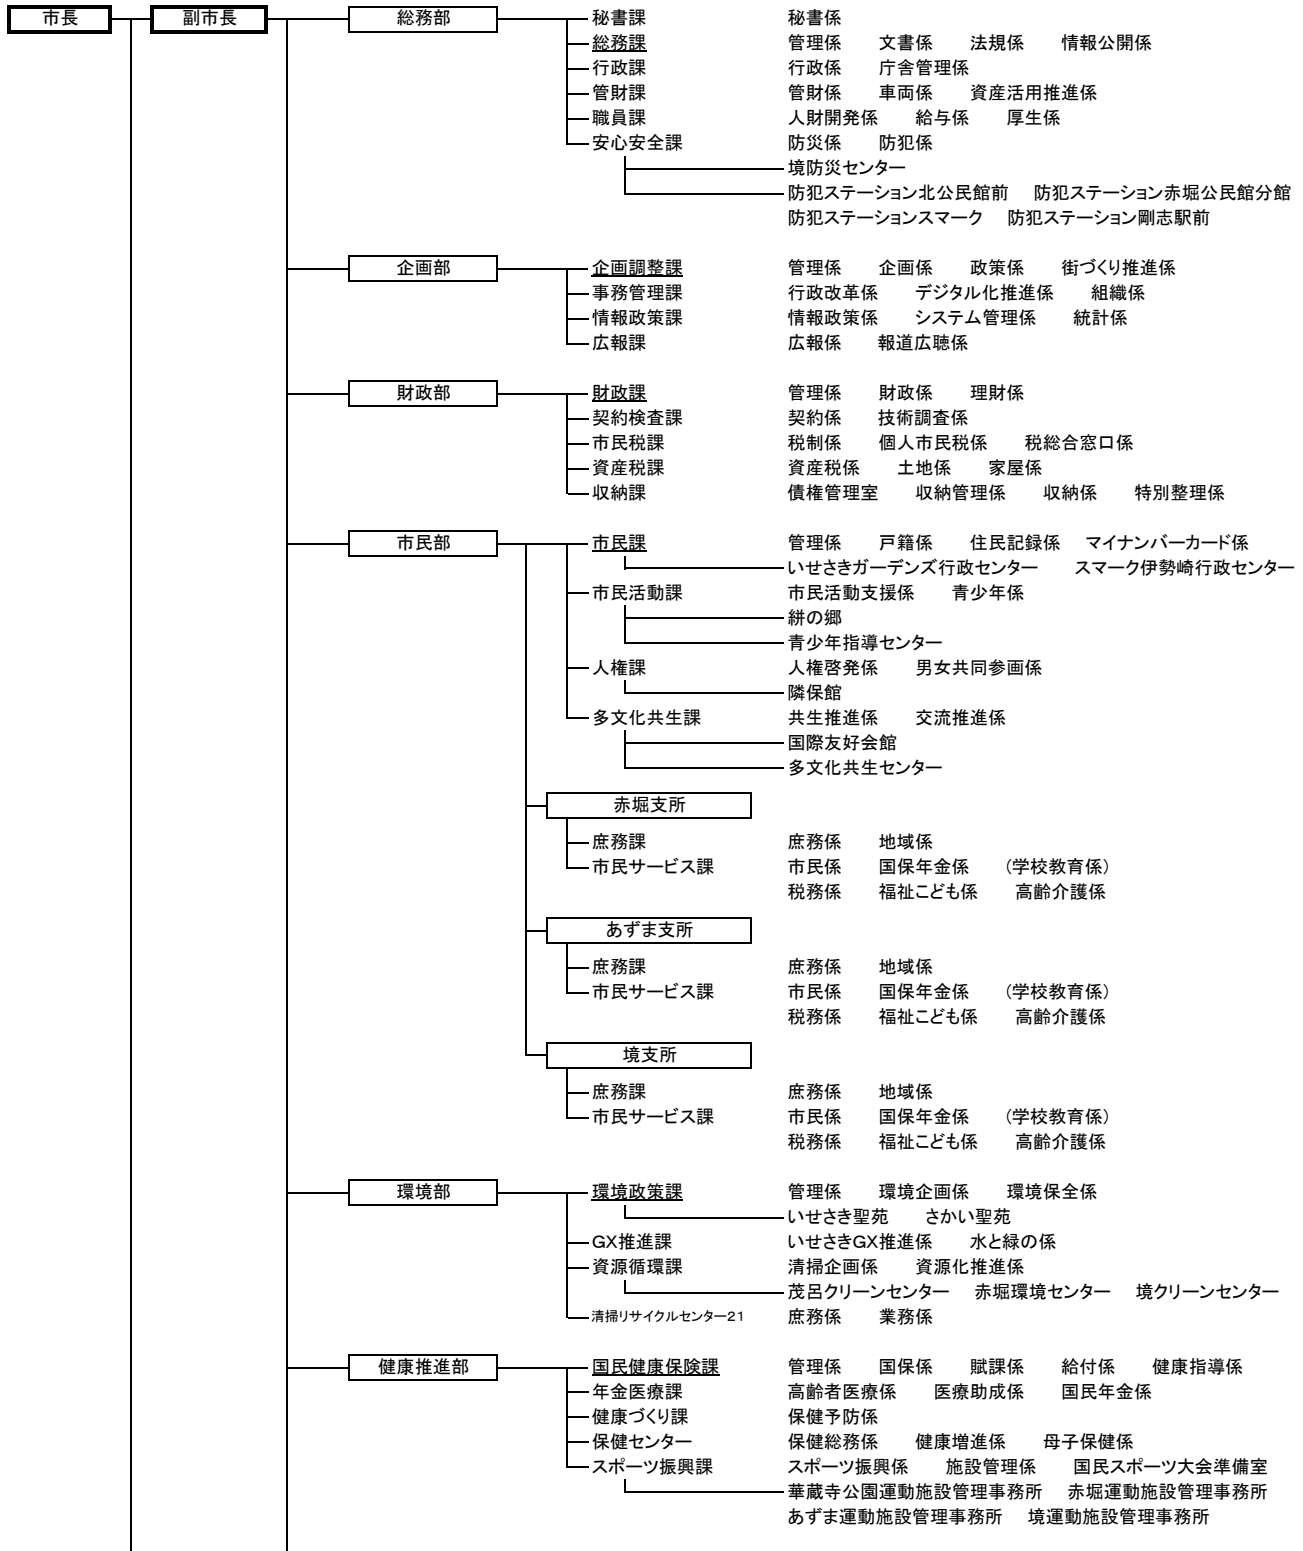 市長 副市長 総務部 秘書課 秘書係
総務課 管理係 文書係 法規係 情報公開係
行政課 行政係 庁舎管理係
管財課 管財係 車両係 資産活用推進係
職員課 人財開発係 給与係 厚生係
安心安全課 防災係 防犯係
境防災センター
防犯ステーション北公民館前 防犯ステーション赤堀公民館分館
防犯ステーションスマーク 防犯ステーション剛志駅前
企画部 企画調整課 管理係 企画係 政策係 街づくり推進係
事務管理課 行政改革係 デジタル化推進係 組織係
情報政策課 情報政策係 システム管理係 統計係
広報課 広報係 報道広聴係
財政部 財政課 管理係 財政係 理財係
契約検査課 契約係 技術調査係
市民税課 税制係 個人市民税係 税総合窓口係
資産税課 資産税係 土地係 家屋係
収納課 債権管理室 収納管理係 収納係 特別整理係
市民部 市民課 管理係 戸籍係 住民記録係 マイナンバーカード係
いせさきガーデンズ行政センター スマーク伊勢崎行政センター
市民活動課 市民活動支援係 青少年係
絣の郷
青少年指導センター
人権課 人権啓発係 男女共同参画係
隣保館
多文化共生課 共生推進係 交流推進係
国際友好会館
多文化共生センター
赤堀支所
庶務課 庶務係 地域係
市民サービス課 市民係 国保年金係 (学校教育係)
税務係 福祉こども係 高齢介護係
あずま支所
庶務課 庶務係 地域係
市民サービス課 市民係 国保年金係 (学校教育係)
税務係 福祉こども係 高齢介護係
境支所
庶務課 庶務係 地域係
市民サービス課 市民係 国保年金係 (学校教育係)
税務係 福祉こども係 高齢介護係
環境部 環境政策課 管理係 環境企画係 環境保全係
いせさき聖苑 さかい聖苑
GX推進課 いせさきGX推進係 水と緑の係
資源循環課 清掃企画係 資源化推進係
茂呂クリーンセンター 赤堀環境センター 境クリーンセンター
清掃リサイクルセンター21 庶務係 業務係
健康推進部 国民健康保険課 管理係 国保係 賦課係 給付係 健康指導係
年金医療課 高齢者医療係 医療助成係 国民年金係
健康づくり課 保健予防係
保健センター 保健総務係 健康増進係 母子保健係
スポーツ振興課 スポーツ振興係 施設管理係 国民スポーツ大会準備室
華蔵寺公園運動施設管理事務所 赤堀運動施設管理事務所
あずま運動施設管理事務所 境運動施設管理事務所